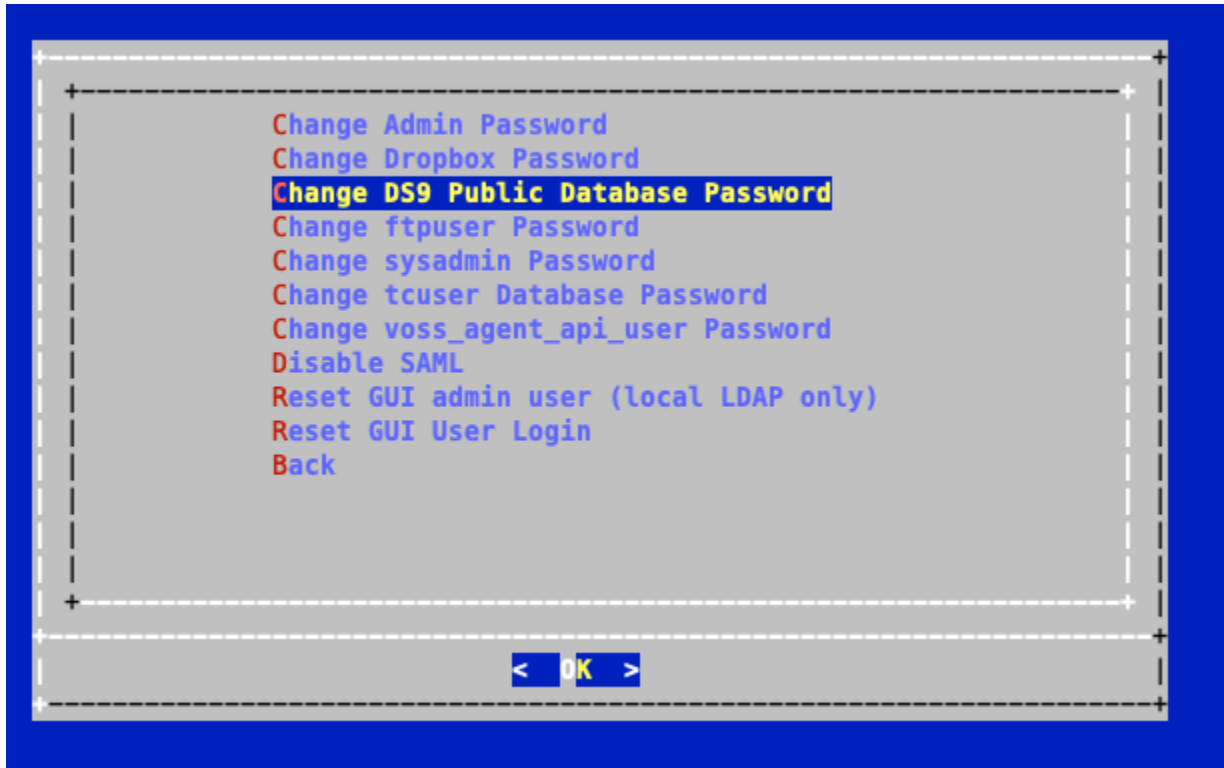 Change Admin Password
Change Dropbox Password
Change DS9 Public Database Password
Change ftpuser Password
Change sysadmin Password
Change tcuser Database Password
Change voss_agent_api_user Password
Disable SAML
Reset GUI admin user (local LDAP only)
Reset GUI User Login
Back
< OK >